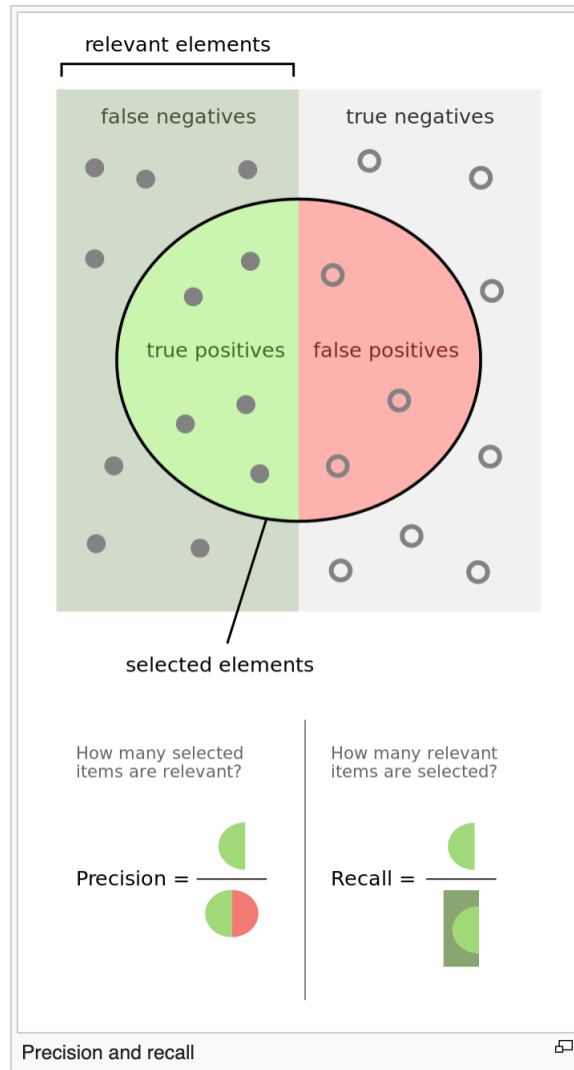 relevant elements
false negatives
true negatives
true positives
false positives
selected elements
How many selected
items are relevant?
How many relevant
items are selected?
Precision =
Recall =
Precision and recall